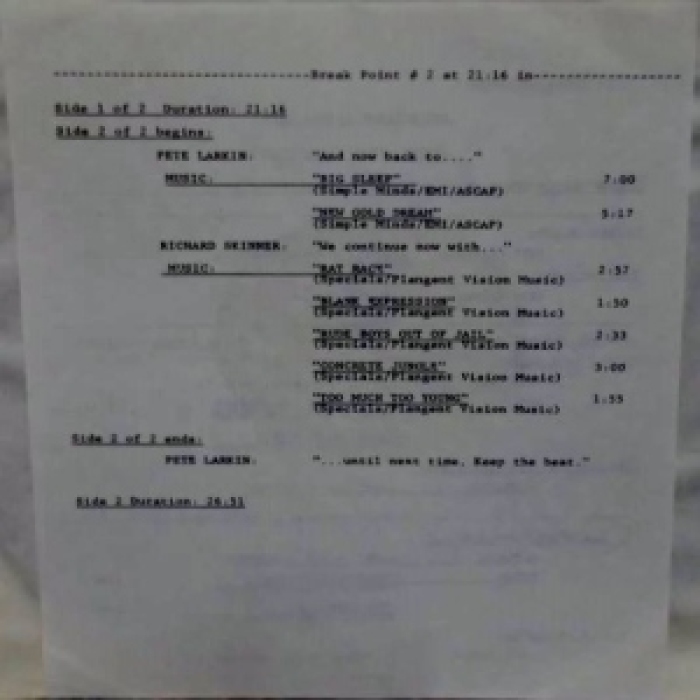 ------------------------------Break Point # 2 at 21:16 in-----------------
Side 1 of 2 Duration: 21:16
Side 2 of 2 begins:
PETE LARKIN: "And now back to...."
MUSIC: "BIG SLEEP" 7:00
(Simple Minds/EMI/ASCAP)
"NEW GOLD DREAM" 5:17
(Simple Minds/EMI/ASCAP)
RICHARD SKINNER: "We continue now with..."
MUSIC: "RAT RACE" 2:57
(Specials/Plangent Vision Music)
"BLANK EXPRESSION" 1:50
(Specials/Plangent Vision Music)
"RUDE BOYS OUT OF JAIL" 2:33
(Specials/Plangent Vision Music)
"CONCRETE JUNGLE" 3:00
(Specials/Plangent Vision Music)
"TOO MUCH TOO YOUNG" 1:55
(Specials/Plangent Vision Music)
Side 2 of 2 ends:
PETE LARKIN: "...until next time. Keep the beat."
Side 2 Duration: 26:51